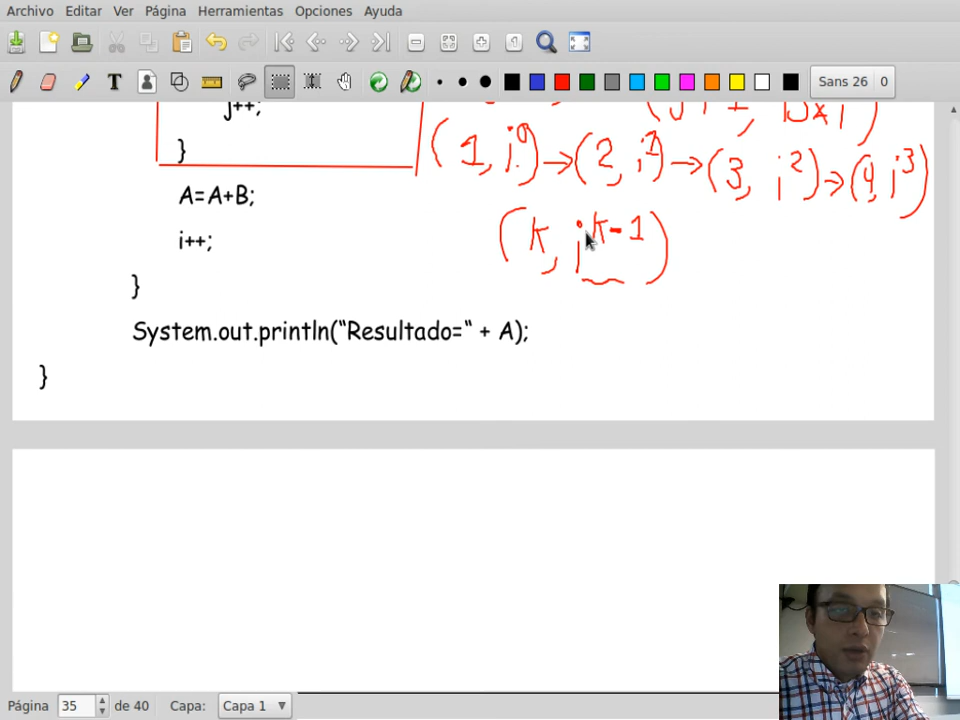 Archivo Editar Ver Página Herramientas Opciones Ayuda
Sans 26 0
j++;
}
(1, i⁰) → (2, i¹) → (3, i²) → (4, i³)
A=A+B;
(k, i^k-1)
i++;
}
System.out.println(“Resultado=“ + A);
}
Página 35 de 40 Capa: Capa 1